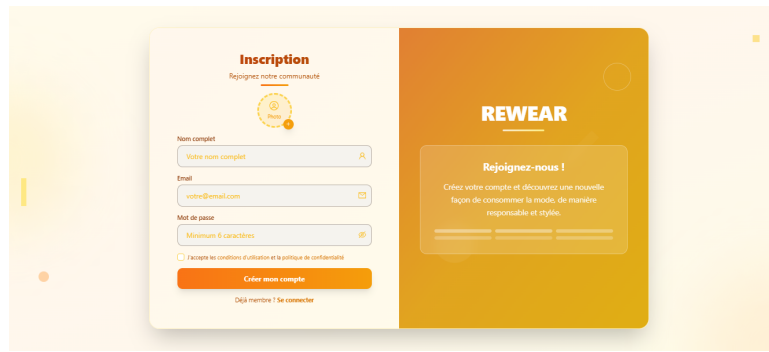 Inscription
Rejoignez notre communauté
Photo
+
Nom complet
Votre nom complet
Email
votre@email.com
Mot de passe
Minimum 6 caractères
J'accepte les conditions d'utilisation et la politique de confidentialité
Créer mon compte
Déjà membre ? Se connecter
REWEAR
Rejoignez-nous !
Créez votre compte et découvrez une nouvelle
façon de consommer la mode, de manière
responsable et stylée.